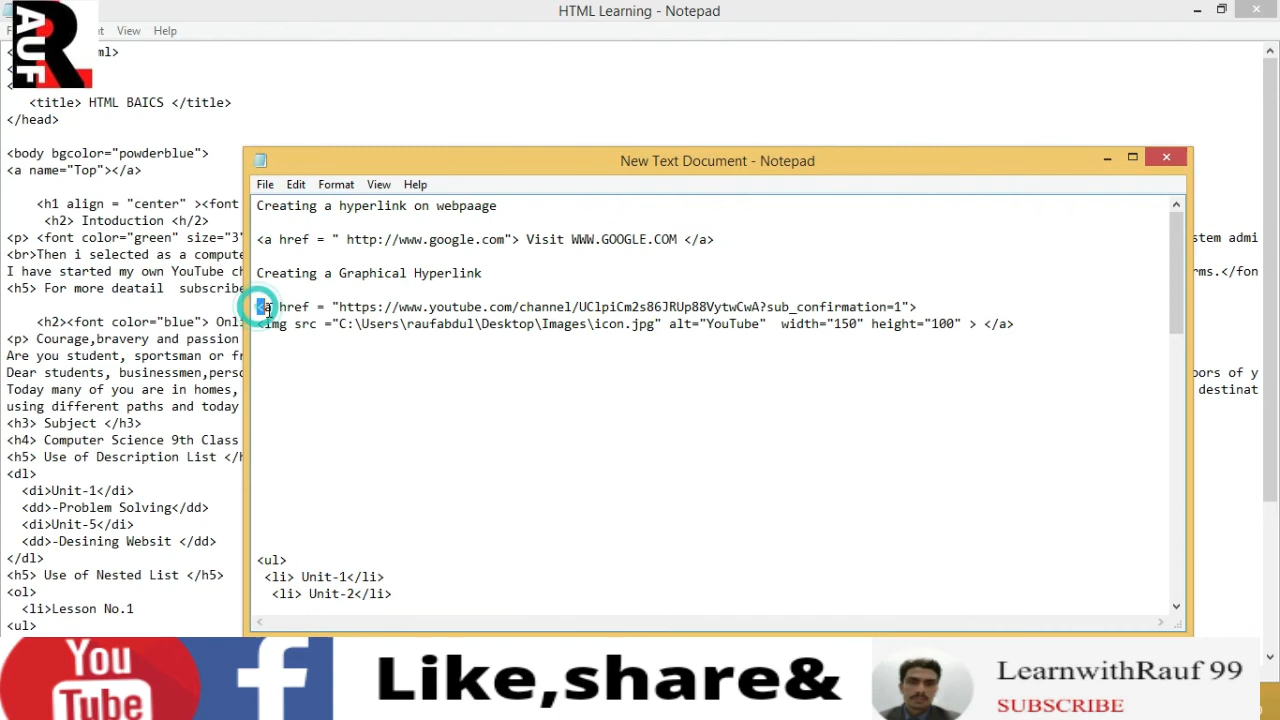 HTML Learning - Notepad
View Help
<title> HTML BAICS </title>
</head>
<body bgcolor="powderblue">
<a name="Top"></a>
<h1 align = "center" ><font
<h2> Intoduction <h/2>
<p> <font color="green" size="3"
<br>Then i selected as a compute
I have started my own YouTube ch
<h5> For more deatail subscribe
<h2><font color="blue"> Onl
<p> Courage,bravery and passion
Are you student, sportsman or fr
Dear students, businessmen,perso
Today many of you are in homes,
using different paths and today
<h3> Subject </h3>
<h4> Computer Science 9th Class
<h5> Use of Description List </h
<dl>
<di>Unit-1</di>
<dd>-Problem Solving</dd>
<di>Unit-5</di>
<dd>-Desining Websit </dd>
</dl>
<h5> Use of Nested List </h5>
<ol>
<li>Lesson No.1
<ul>
stem admi
ms.</fon
ors of y
destinat
New Text Document - Notepad
File Edit Format View Help
Creating a hyperlink on webpaage
<a href = " http://www.google.com"> Visit WWW.GOOGLE.COM </a>
Creating a Graphical Hyperlink
<a href = "https://www.youtube.com/channel/UClpiCm2s86JRUp88VytwCwA?sub_confirmation=1">
<img src ="C:\Users\raufabdul\Desktop\Images\icon.jpg" alt="YouTube" width="150" height="100" > </a>
<ul>
<li> Unit-1</li>
<li> Unit-2</li>
RAUF
You
Tube
f
Like,share&
LearnwithRauf 99
SUBSCRIBE